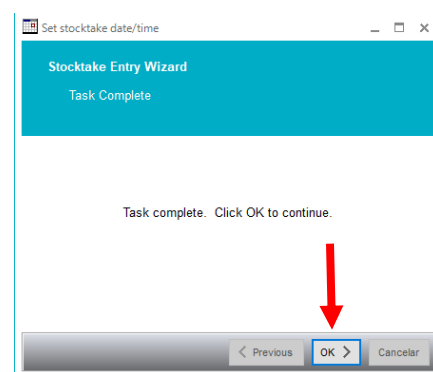 Set stocktake date/time
Stocktake Entry Wizard
Task Complete
Task complete. Click OK to continue.
< Previous
OK >
Cancelar